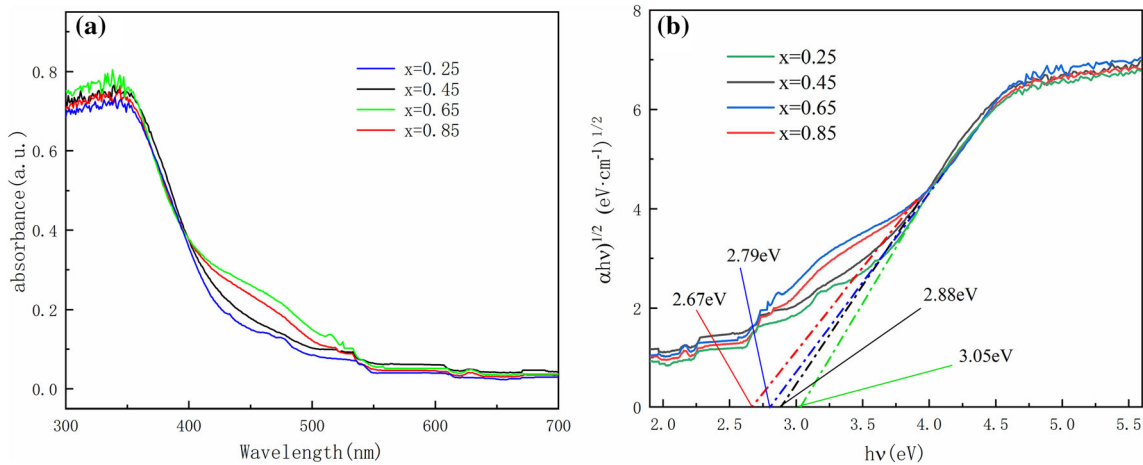 (a)
x=0.25
x=0.45
x=0.65
x=0.85
absorbance(a.u.)
0.8
0.6
0.4
0.2
0.0
300
400
500
600
700
Wavelength(nm)
(b)
x=0.25
x=0.45
x=0.65
x=0.85
αhν)^1/2 (eV·cm⁻¹)^1/2
8
6
4
2
0
2.79eV
2.67eV
2.88eV
3.05eV
2.0
2.5
3.0
3.5
4.0
4.5
5.0
5.5
hν(eV)